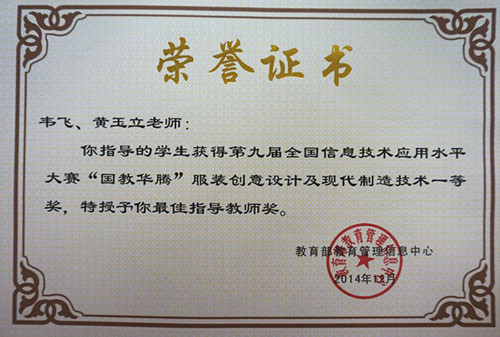 荣誉证书
韦飞、黄玉立老师：
你指导的学生获得第九届全国信息技术应用水平
大赛“国教华腾”服装创意设计及现代制造技术一等
奖，特授予你最佳指导教师奖。
教育部教育管理信息中心
2014年12月